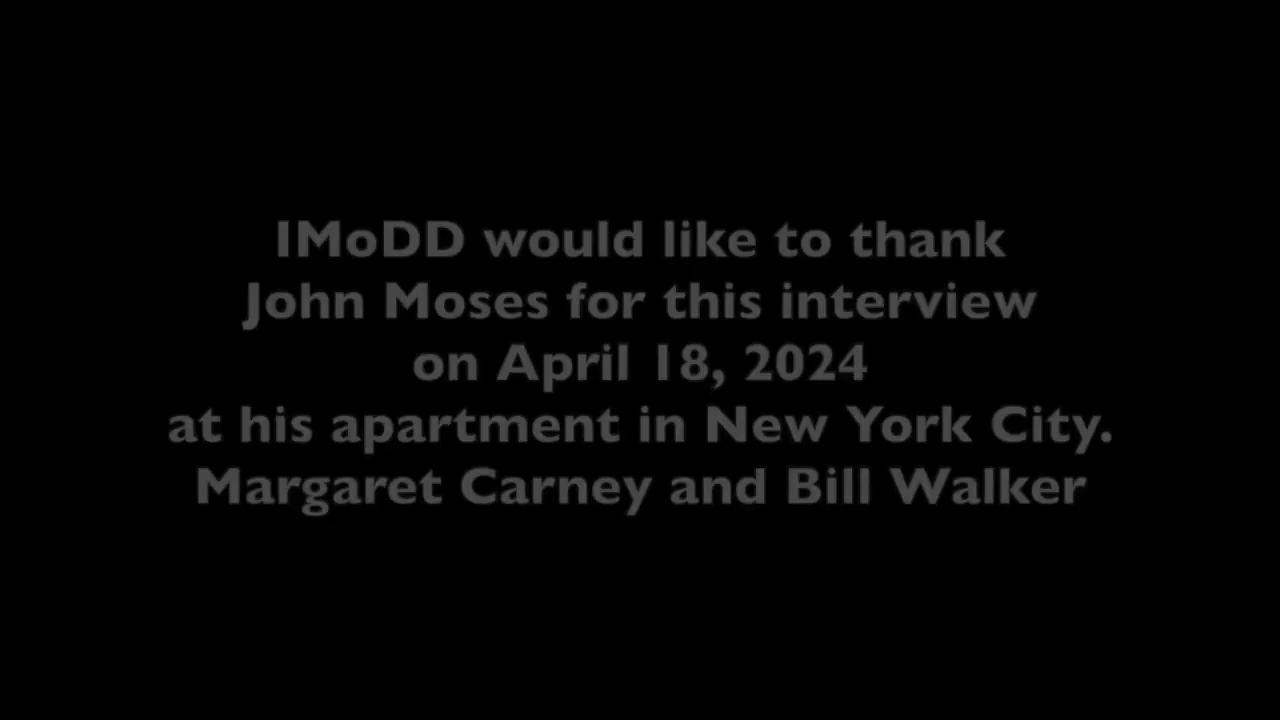 IMoDD would like to thank
John Moses for this interview
on April 18, 2024
at his apartment in New York City.
Margaret Carney and Bill Walker